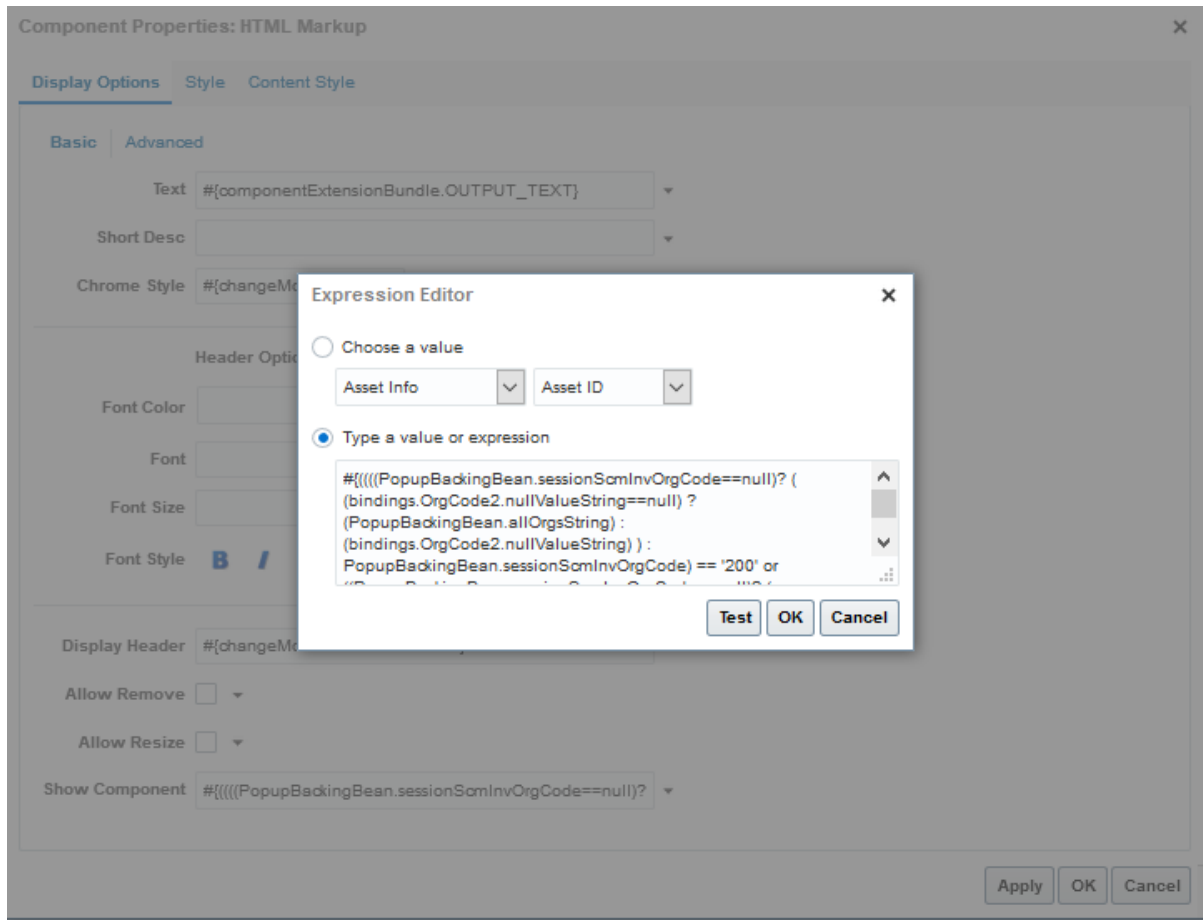 Component Properties: HTML Markup
Display Options Style Content Style
Basic Advanced
Text #{componentExtensionBundle.OUTPUT_TEXT}
Short Desc
Chrome Style #{changeMo
Expression Editor
Choose a value
Asset Info Asset ID
Header Optio
Font Color
Type a value or expression
Font
#{(((((PopupBackingBean.sessionScmInvOrgCode==null)? (
(bindings.OrgCode2.nullValueString==null) ?
(PopupBackingBean.allOrgsString) :
(bindings.OrgCode2.nullValueString) ) :
PopupBackingBean.sessionScmInvOrgCode) == '200' or
Font Size
Font Style B I
Test OK Cancel
Display Header #{changeMo
Allow Remove
Allow Resize
Show Component #{(((((PopupBackingBean.sessionScmInvOrgCode==null)?
Apply OK Cancel